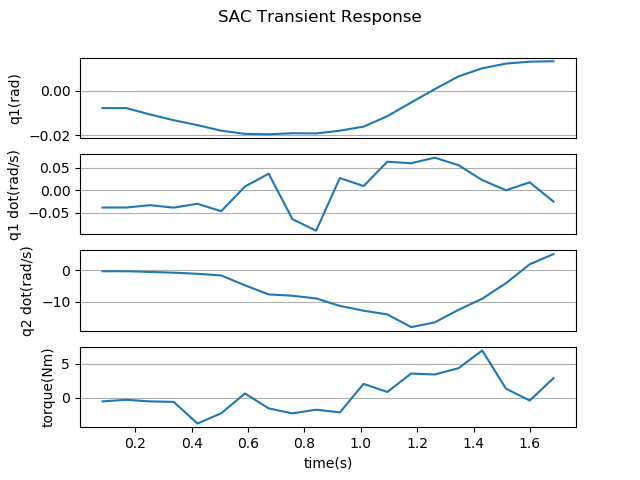 SAC Transient Response
q1(rad)
0.00
−0.02
q1 dot(rad/s)
0.05
0.00
−0.05
q2 dot(rad/s)
0
−10
torque(Nm)
5
0
0.2 0.4 0.6 0.8 1.0 1.2 1.4 1.6
time(s)